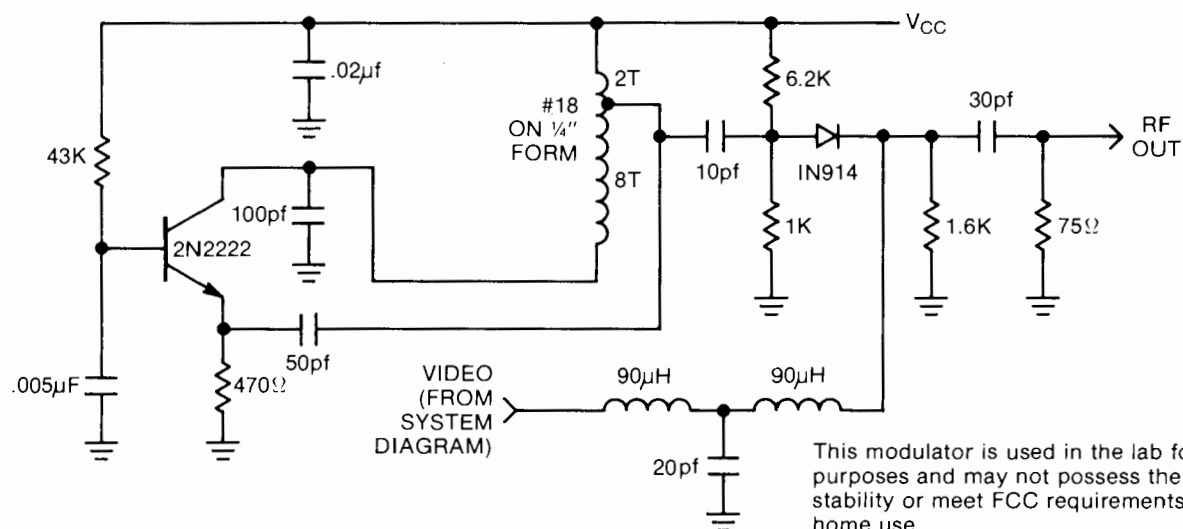 VCC
.02µf
6.2K
2T
#18
ON ¼"
FORM
8T
30pf
RF
OUT
43K
10pf
IN914
100pf
2N2222
1K
1.6K
75Ω
50pf
.005µF
470Ω
VIDEO
(FROM
SYSTEM
DIAGRAM)
90µH
90µH
20pf
This modulator is used in the lab fo
purposes and may not possess the
stability or meet FCC requirements
home use